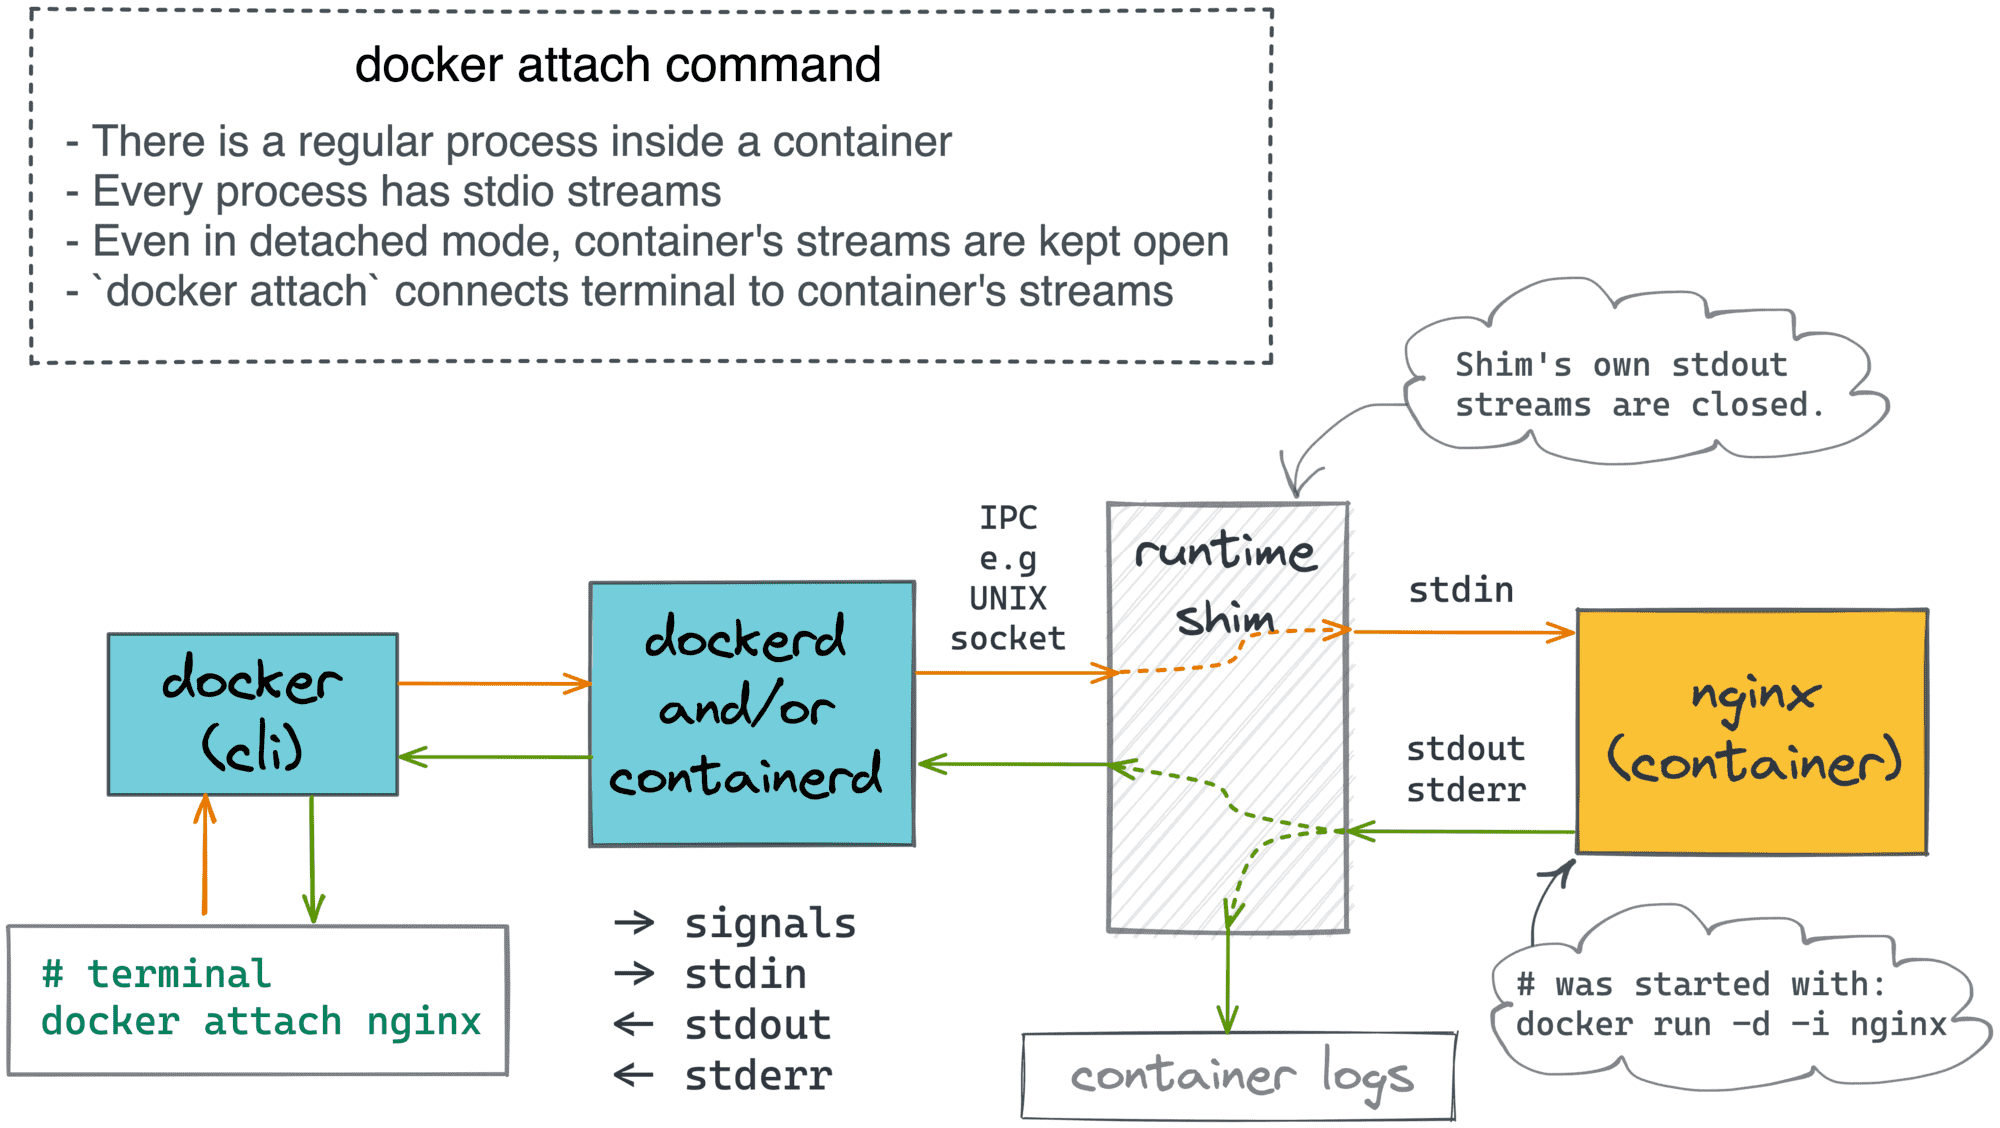 docker attach command
- There is a regular process inside a container
- Every process has stdio streams
- Even in detached mode, container's streams are kept open
- `docker attach` connects terminal to container's streams
Shim's own stdout
streams are closed.
IPC
e.g
UNIX
socket
runtime
shim
stdin
docker
(cli)
dockerd
and/or
containerd
nginx
(container)
stdout
stderr
# terminal
docker attach nginx
→ signals
→ stdin
← stdout
← stderr
# was started with:
docker run -d -i nginx
container logs